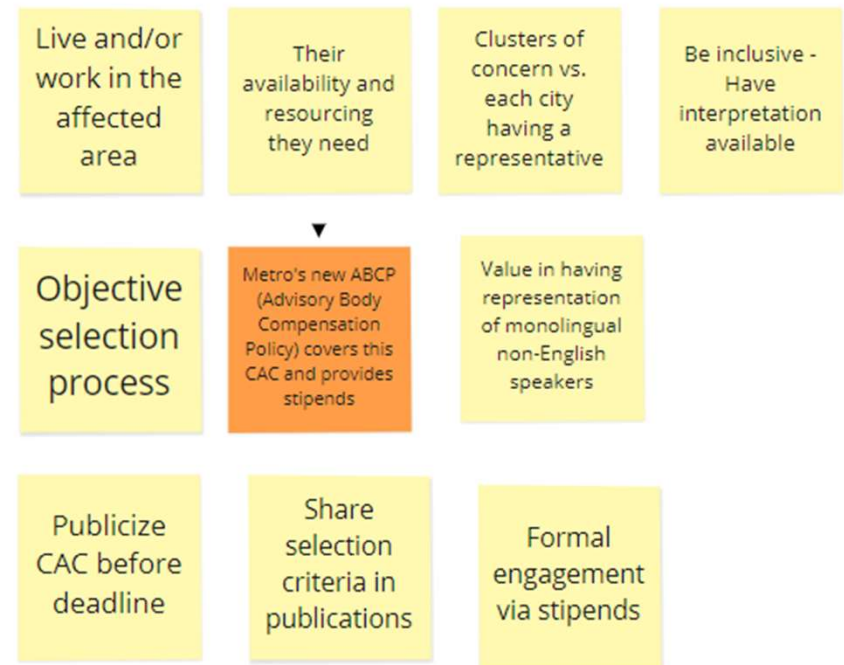 Live and/or
work in the
affected
area
Their
availability and
resourcing
they need
Clusters of
concern vs.
each city
having a
representative
Be inclusive -
Have
interpretation
available
Objective
selection
process
Metro's new ABCP
(Advisory Body
Compensation
Policy) covers this
CAC and provides
stipends
Value in having
representation
of monolingual
non-English
speakers
Publicize
CAC before
deadline
Share
selection
criteria in
publications
Formal
engagement
via stipends